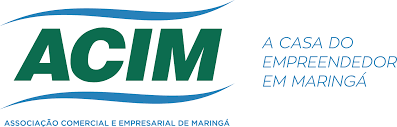 ACIM
ASSOCIAÇÃO COMERCIAL E EMPRESARIAL DE MARINGÁ
A CASA DO
EMPREENDEDOR
EM MARINGÁ